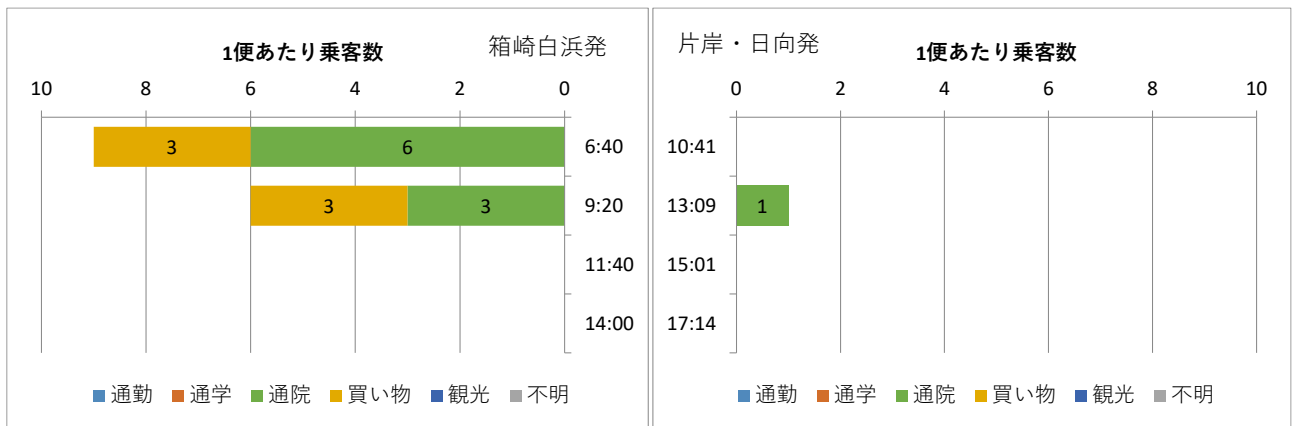 箱崎白浜発
1便あたり乗客数
10 8 6 4 2 0
3 6 6:40
3 3 9:20
11:40
14:00
通勤 通学 通院 買い物 観光 不明
片岸・日向発
1便あたり乗客数
0 2 4 6 8 10
10:41
13:09 1
15:01
17:14
通勤 通学 通院 買い物 観光 不明